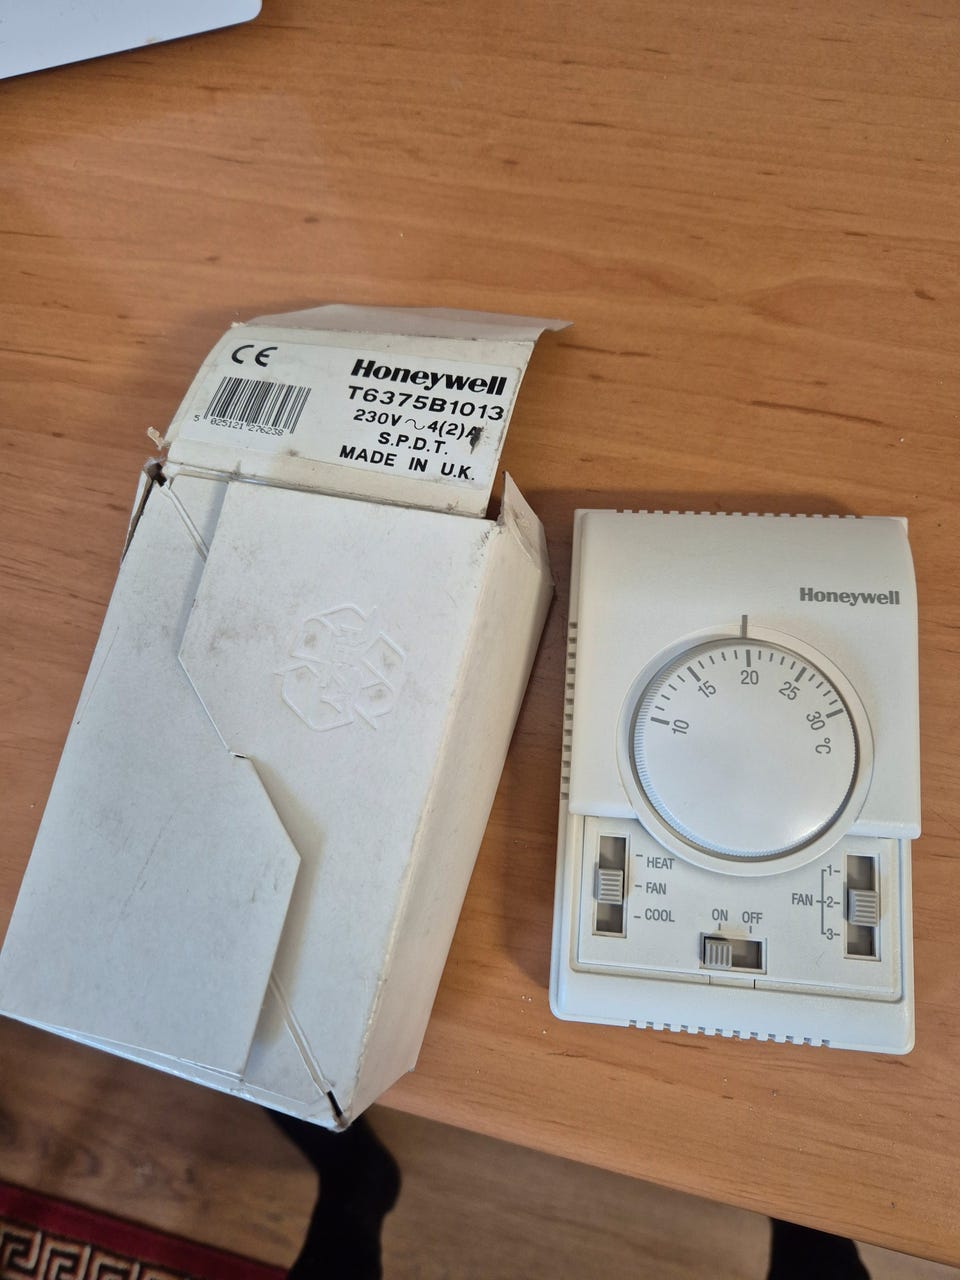 CE
Honeywell
T6375B1013
230V ~ 4(2)A
S.P.D.T.
MADE IN U.K.
5 025121 276238
Honeywell
10 15 20 25 30 °C
HEAT
FAN
COOL
ON OFF
FAN
1
2
3